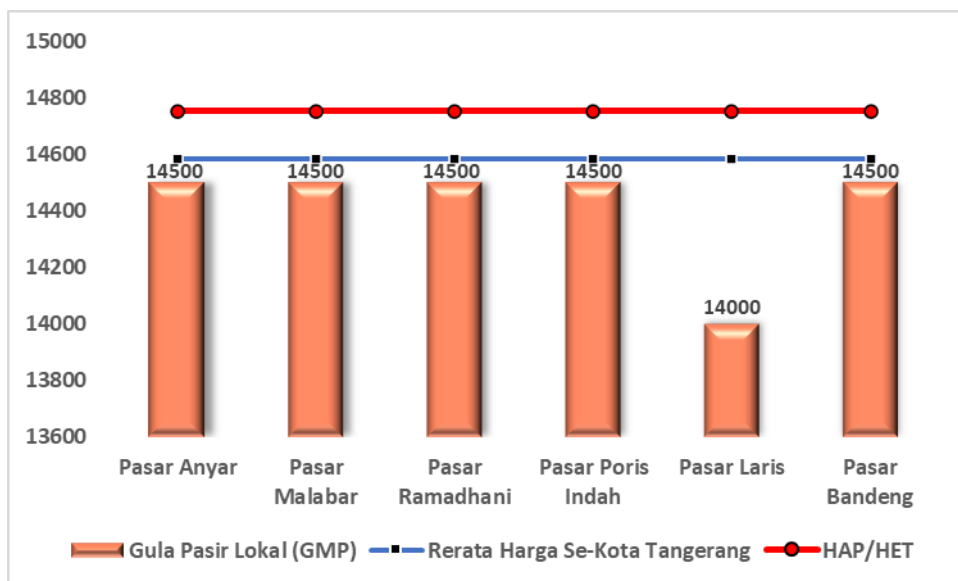 15000
14800
14600
14400
14200
14000
13800
13600
14500
14500
14500
14500
14000
14500
Pasar Anyar
Pasar
Malabar
Pasar
Ramadhani
Pasar Poris
Indah
Pasar Laris
Pasar
Bandeng
Gula Pasir Lokal (GMP)
Rerata Harga Se-Kota Tangerang
HAP/HET